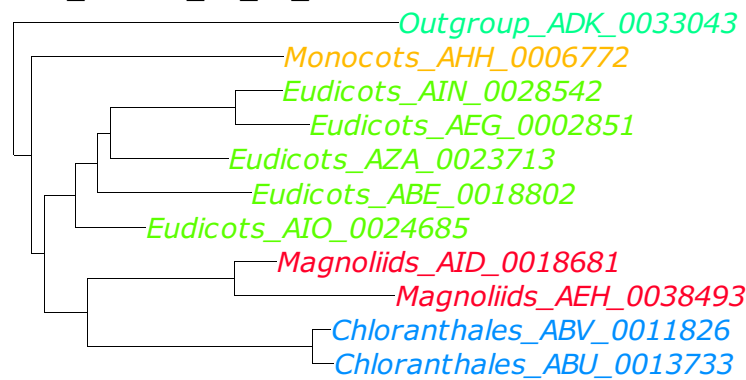 Outgroup_ADK_0033043
Monocots_AHH_0006772
Eudicots_AIN_0028542
Eudicots_AEG_0002851
Eudicots_AZA_0023713
Eudicots_ABE_0018802
Eudicots_AIO_0024685
Magnoliids_AID_0018681
Magnoliids_AEH_0038493
Chloranthales_ABV_0011826
Chloranthales_ABU_0013733